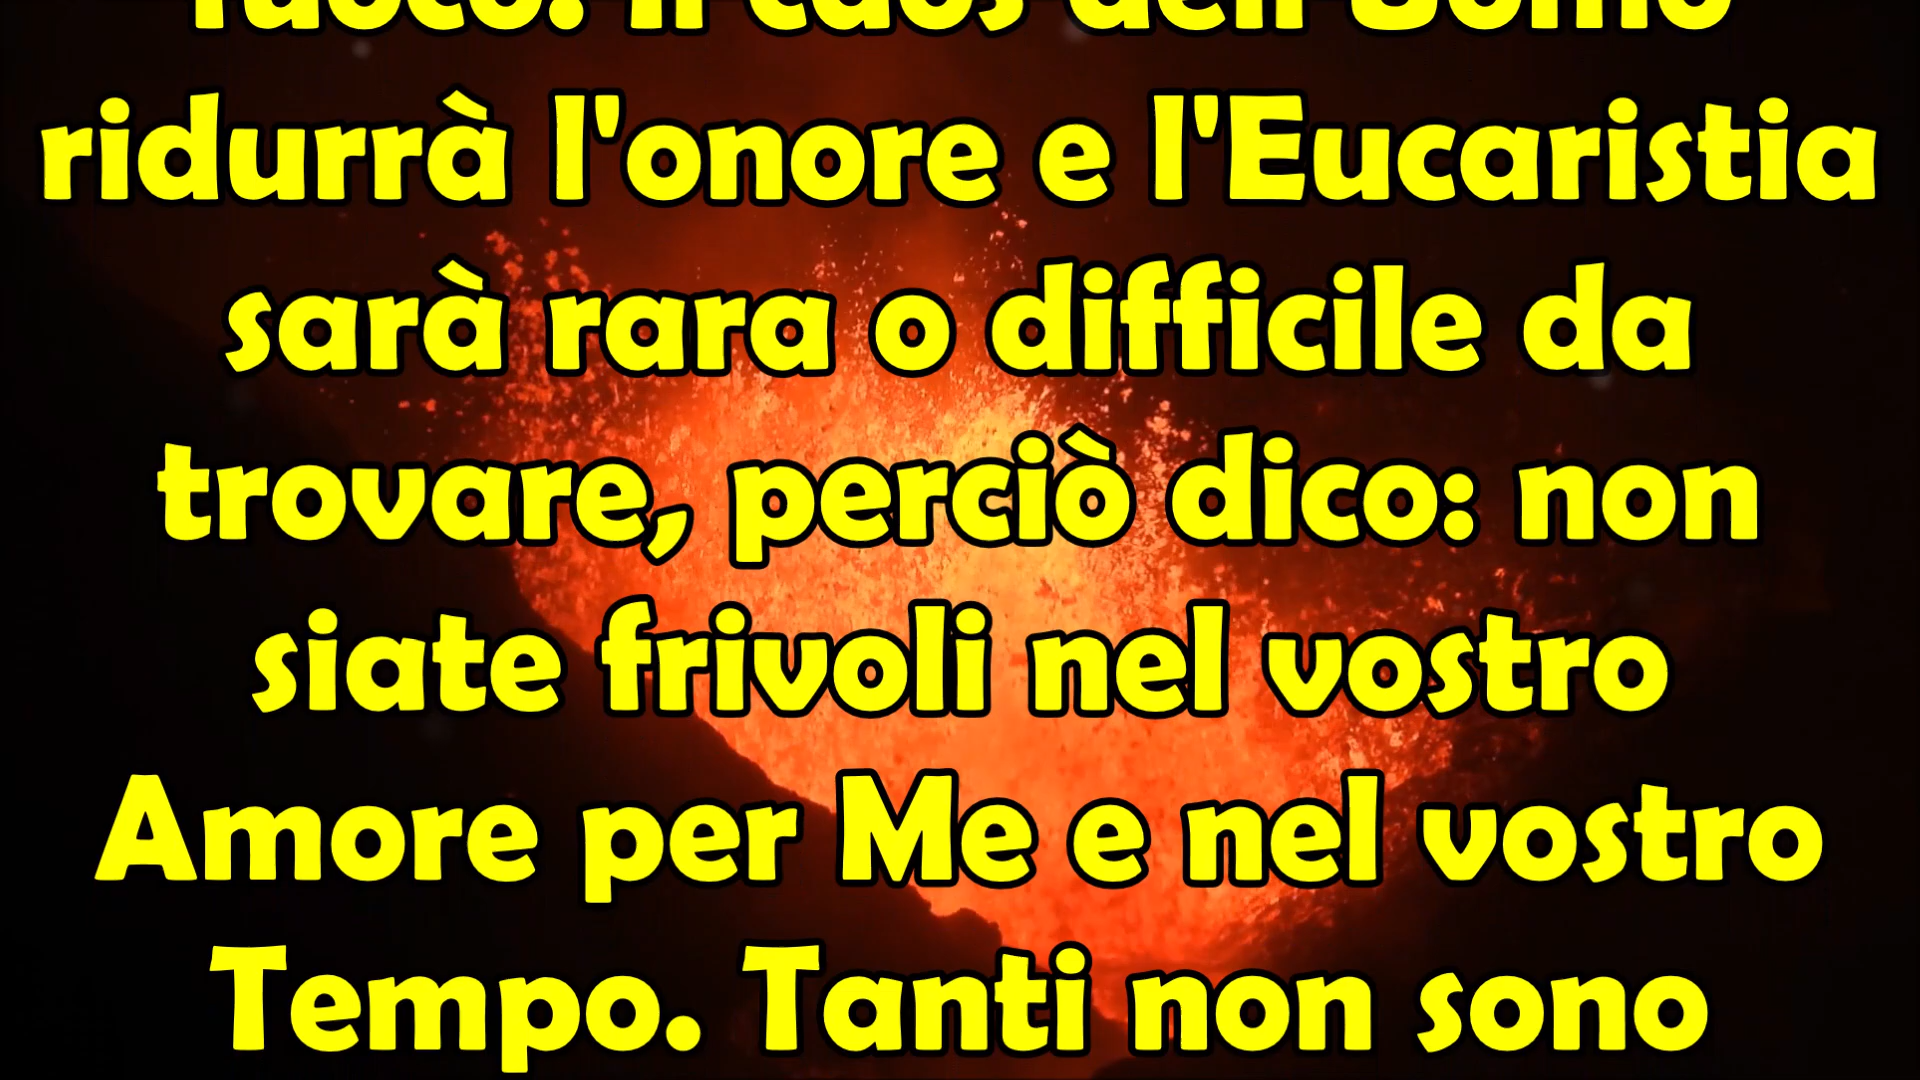 fuoco. Il caos dell'Uomo
ridurrà l'onore e l'Eucaristia
sarà rara o difficile da
trovare, perciò dico: non
siate frivoli nel vostro
Amore per Me e nel vostro
Tempo. Tanti non sono